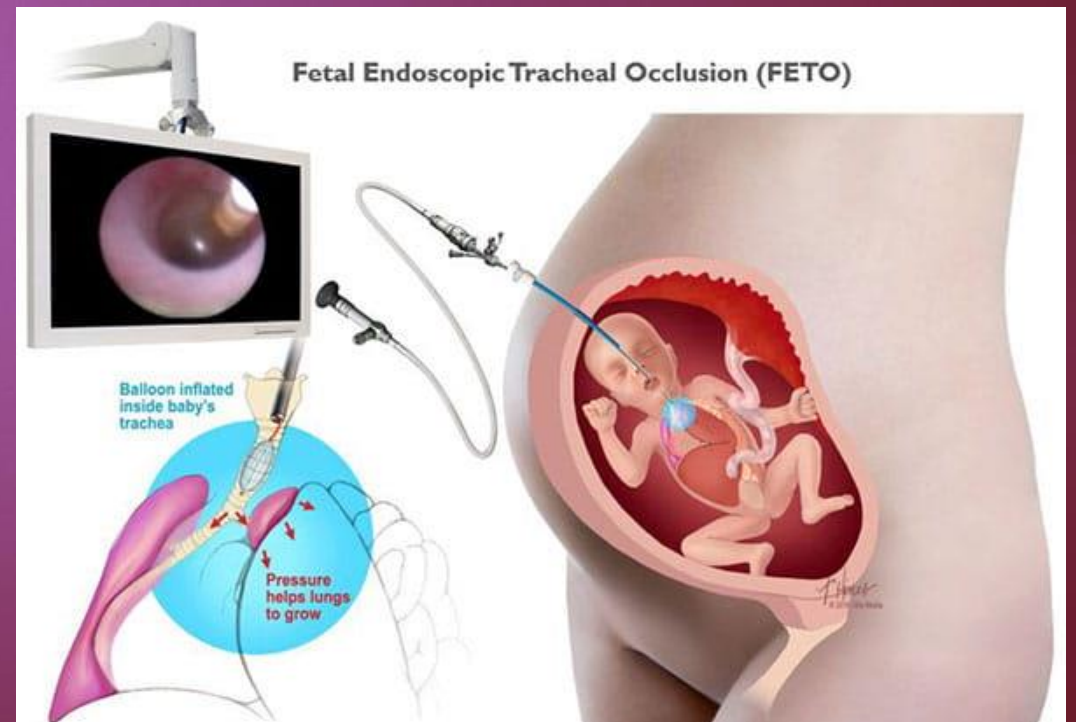 Fetal Endoscopic Tracheal Occlusion (FETO)
Balloon inflated
inside baby's
trachea
Pressure
helps lungs
to grow